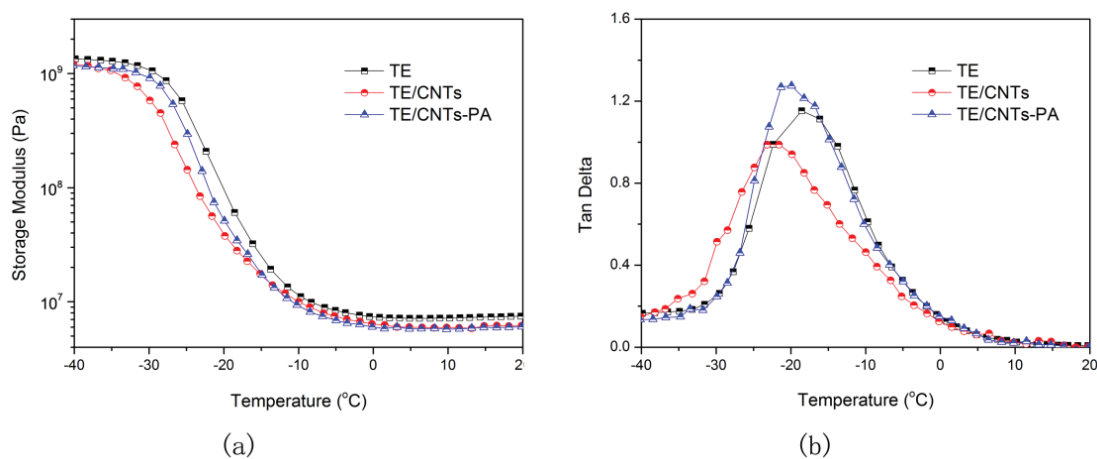 10⁹
10⁸
10⁷
Storage Modulus (Pa)
TE
TE/CNTs
TE/CNTs-PA
-40 -30 -20 -10 0 10 20
Temperature (°C)
(a)
1.6
1.2
0.8
0.4
0.0
Tan Delta
TE
TE/CNTs
TE/CNTs-PA
-40 -30 -20 -10 0 10 20
Temperature (°C)
(b)